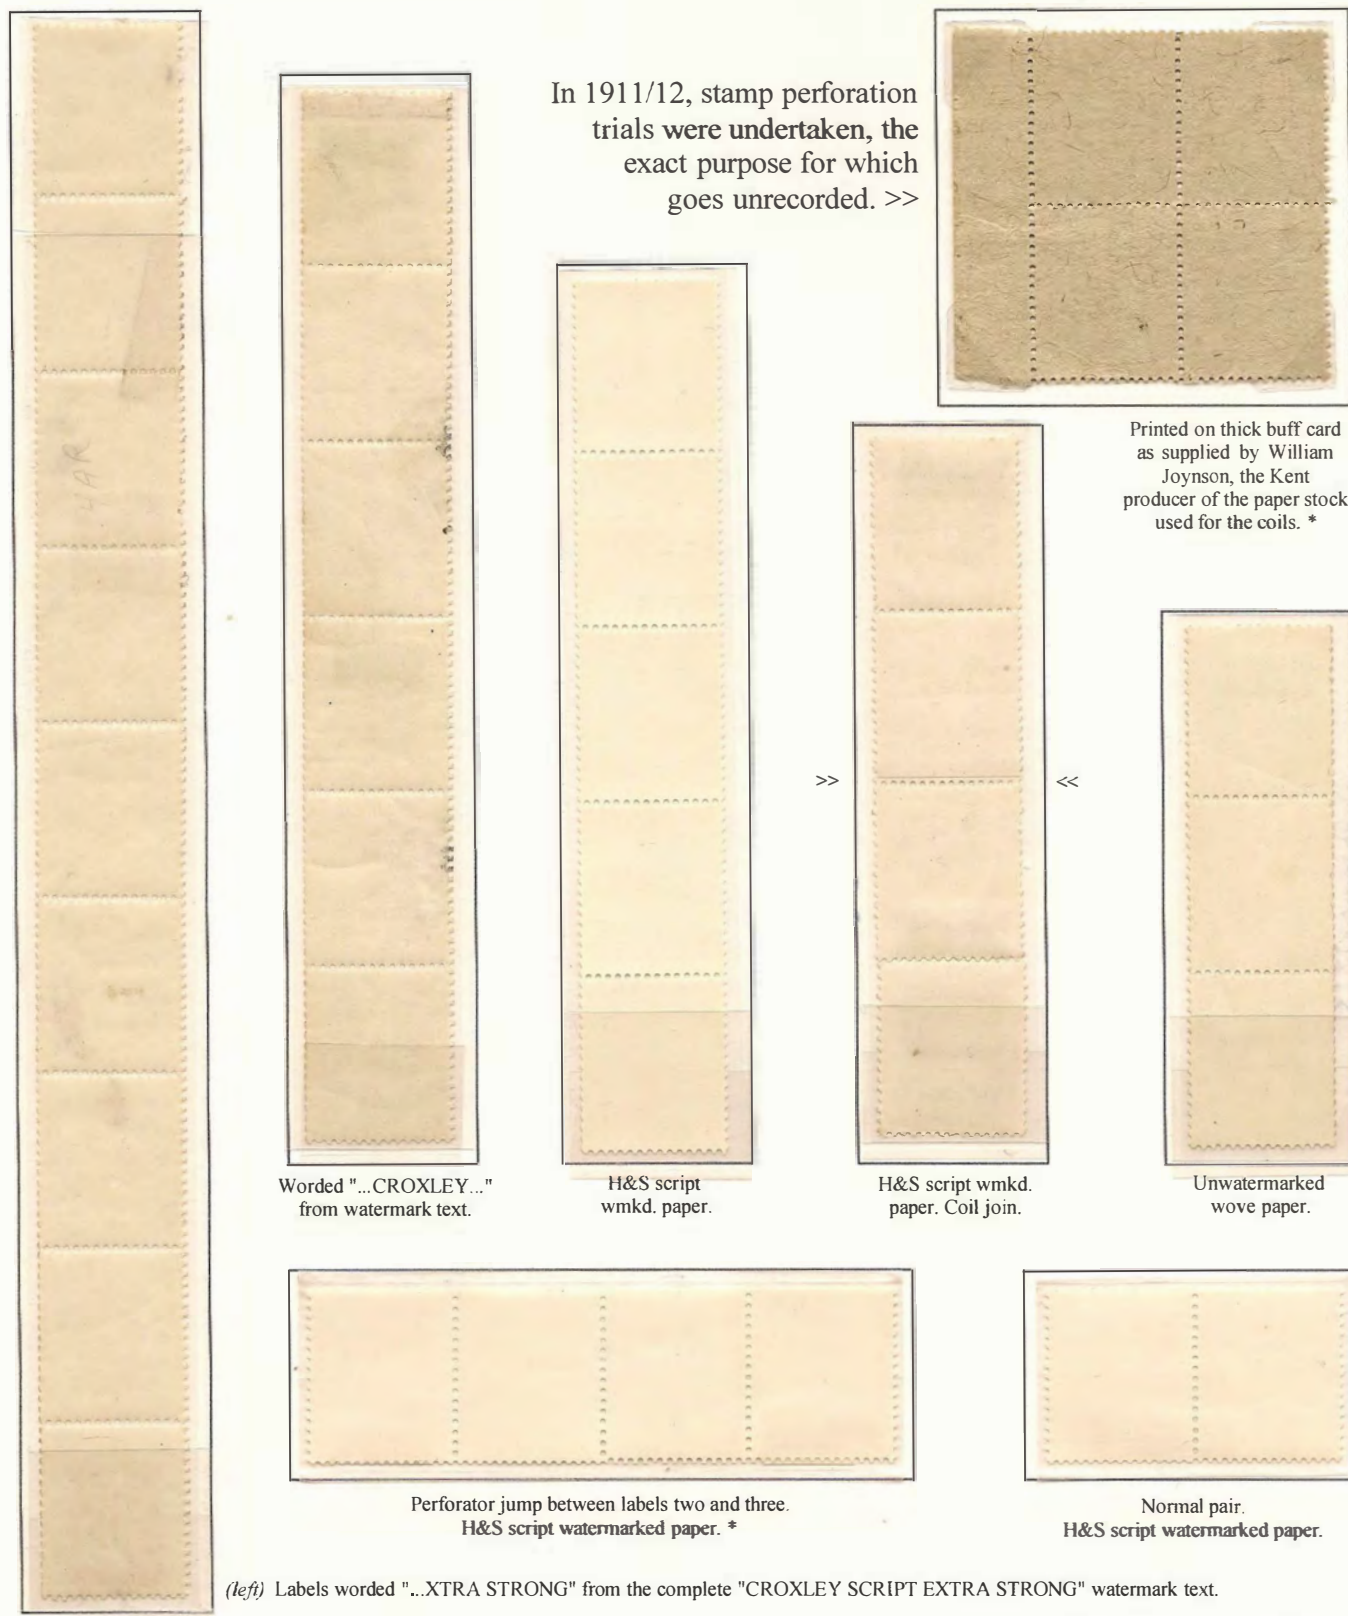 In 1911/12, stamp perforation
trials were undertaken, the
exact purpose for which
goes unrecorded. >>
Printed on thick buff card
as supplied by William
Joynson, the Kent
producer of the paper stock
used for the coils. *
4AR
>>
<<
Worded "...CROXLEY..."
from watermark text.
H&S script
wmkd. paper.
H&S script wmkd.
paper. Coil join.
Unwatermarked
wove paper.
Perforator jump between labels two and three.
H&S script watermarked paper. *
Normal pair.
H&S script watermarked paper.
(left) Labels worded "...XTRA STRONG" from the complete "CROXLEY SCRIPT EXTRA STRONG" watermark text.